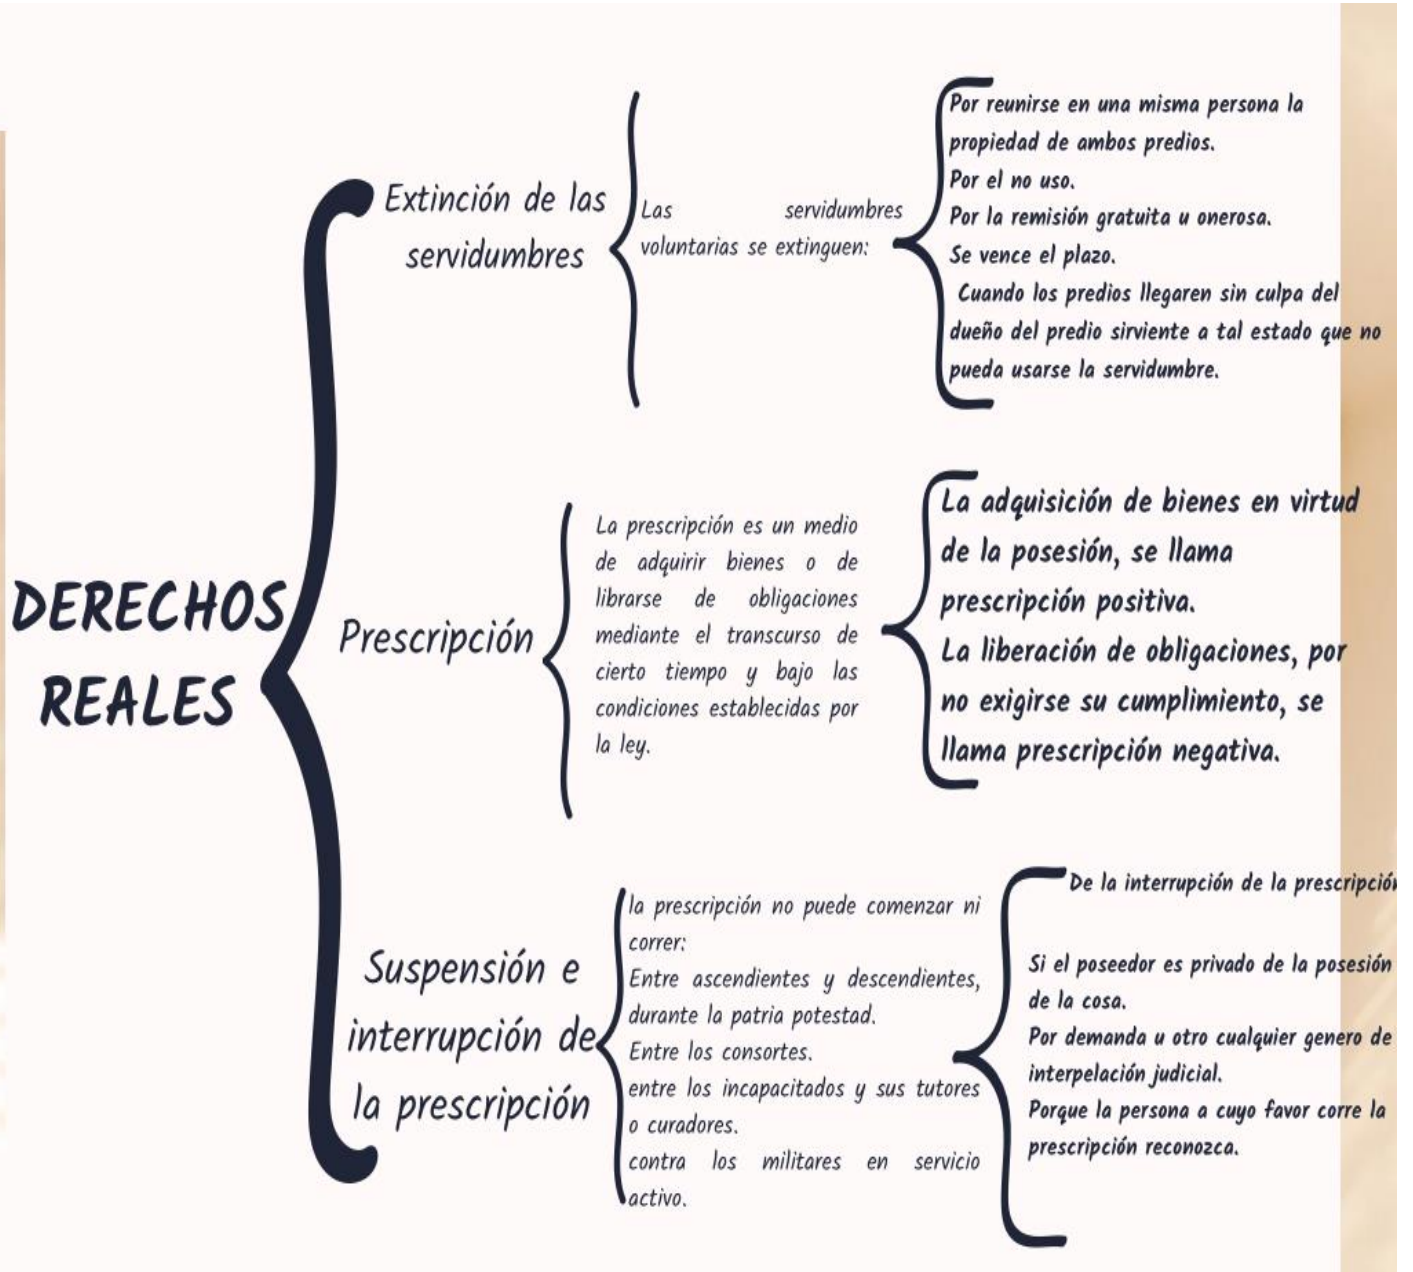 DERECHOS
REALES
Extinción de las
servidumbres
Las servidumbres
voluntarias se extinguen:
Por reunirse en una misma persona la
propiedad de ambos predios.
Por el no uso.
Por la remisión gratuita u onerosa.
Se vence el plazo.
Cuando los predios llegaren sin culpa del
dueño del predio sirviente a tal estado que no
pueda usarse la servidumbre.
Prescripción
La prescripción es un medio
de adquirir bienes o de
librarse de obligaciones
mediante el transcurso de
cierto tiempo y bajo las
condiciones establecidas por
la ley.
La adquisición de bienes en virtud
de la posesión, se llama
prescripción positiva.
La liberación de obligaciones, por
no exigirse su cumplimiento, se
llama prescripción negativa.
Suspensión e
interrupción de
la prescripción
la prescripción no puede comenzar ni
correr:
Entre ascendientes y descendientes,
durante la patria potestad.
Entre los consortes.
entre los incapacitados y sus tutores
o curadores.
contra los militares en servicio
activo.
De la interrupción de la prescripción
Si el poseedor es privado de la posesión
de la cosa.
Por demanda u otro cualquier genero de
interpelación judicial.
Porque la persona a cuyo favor corre la
prescripción reconozca.